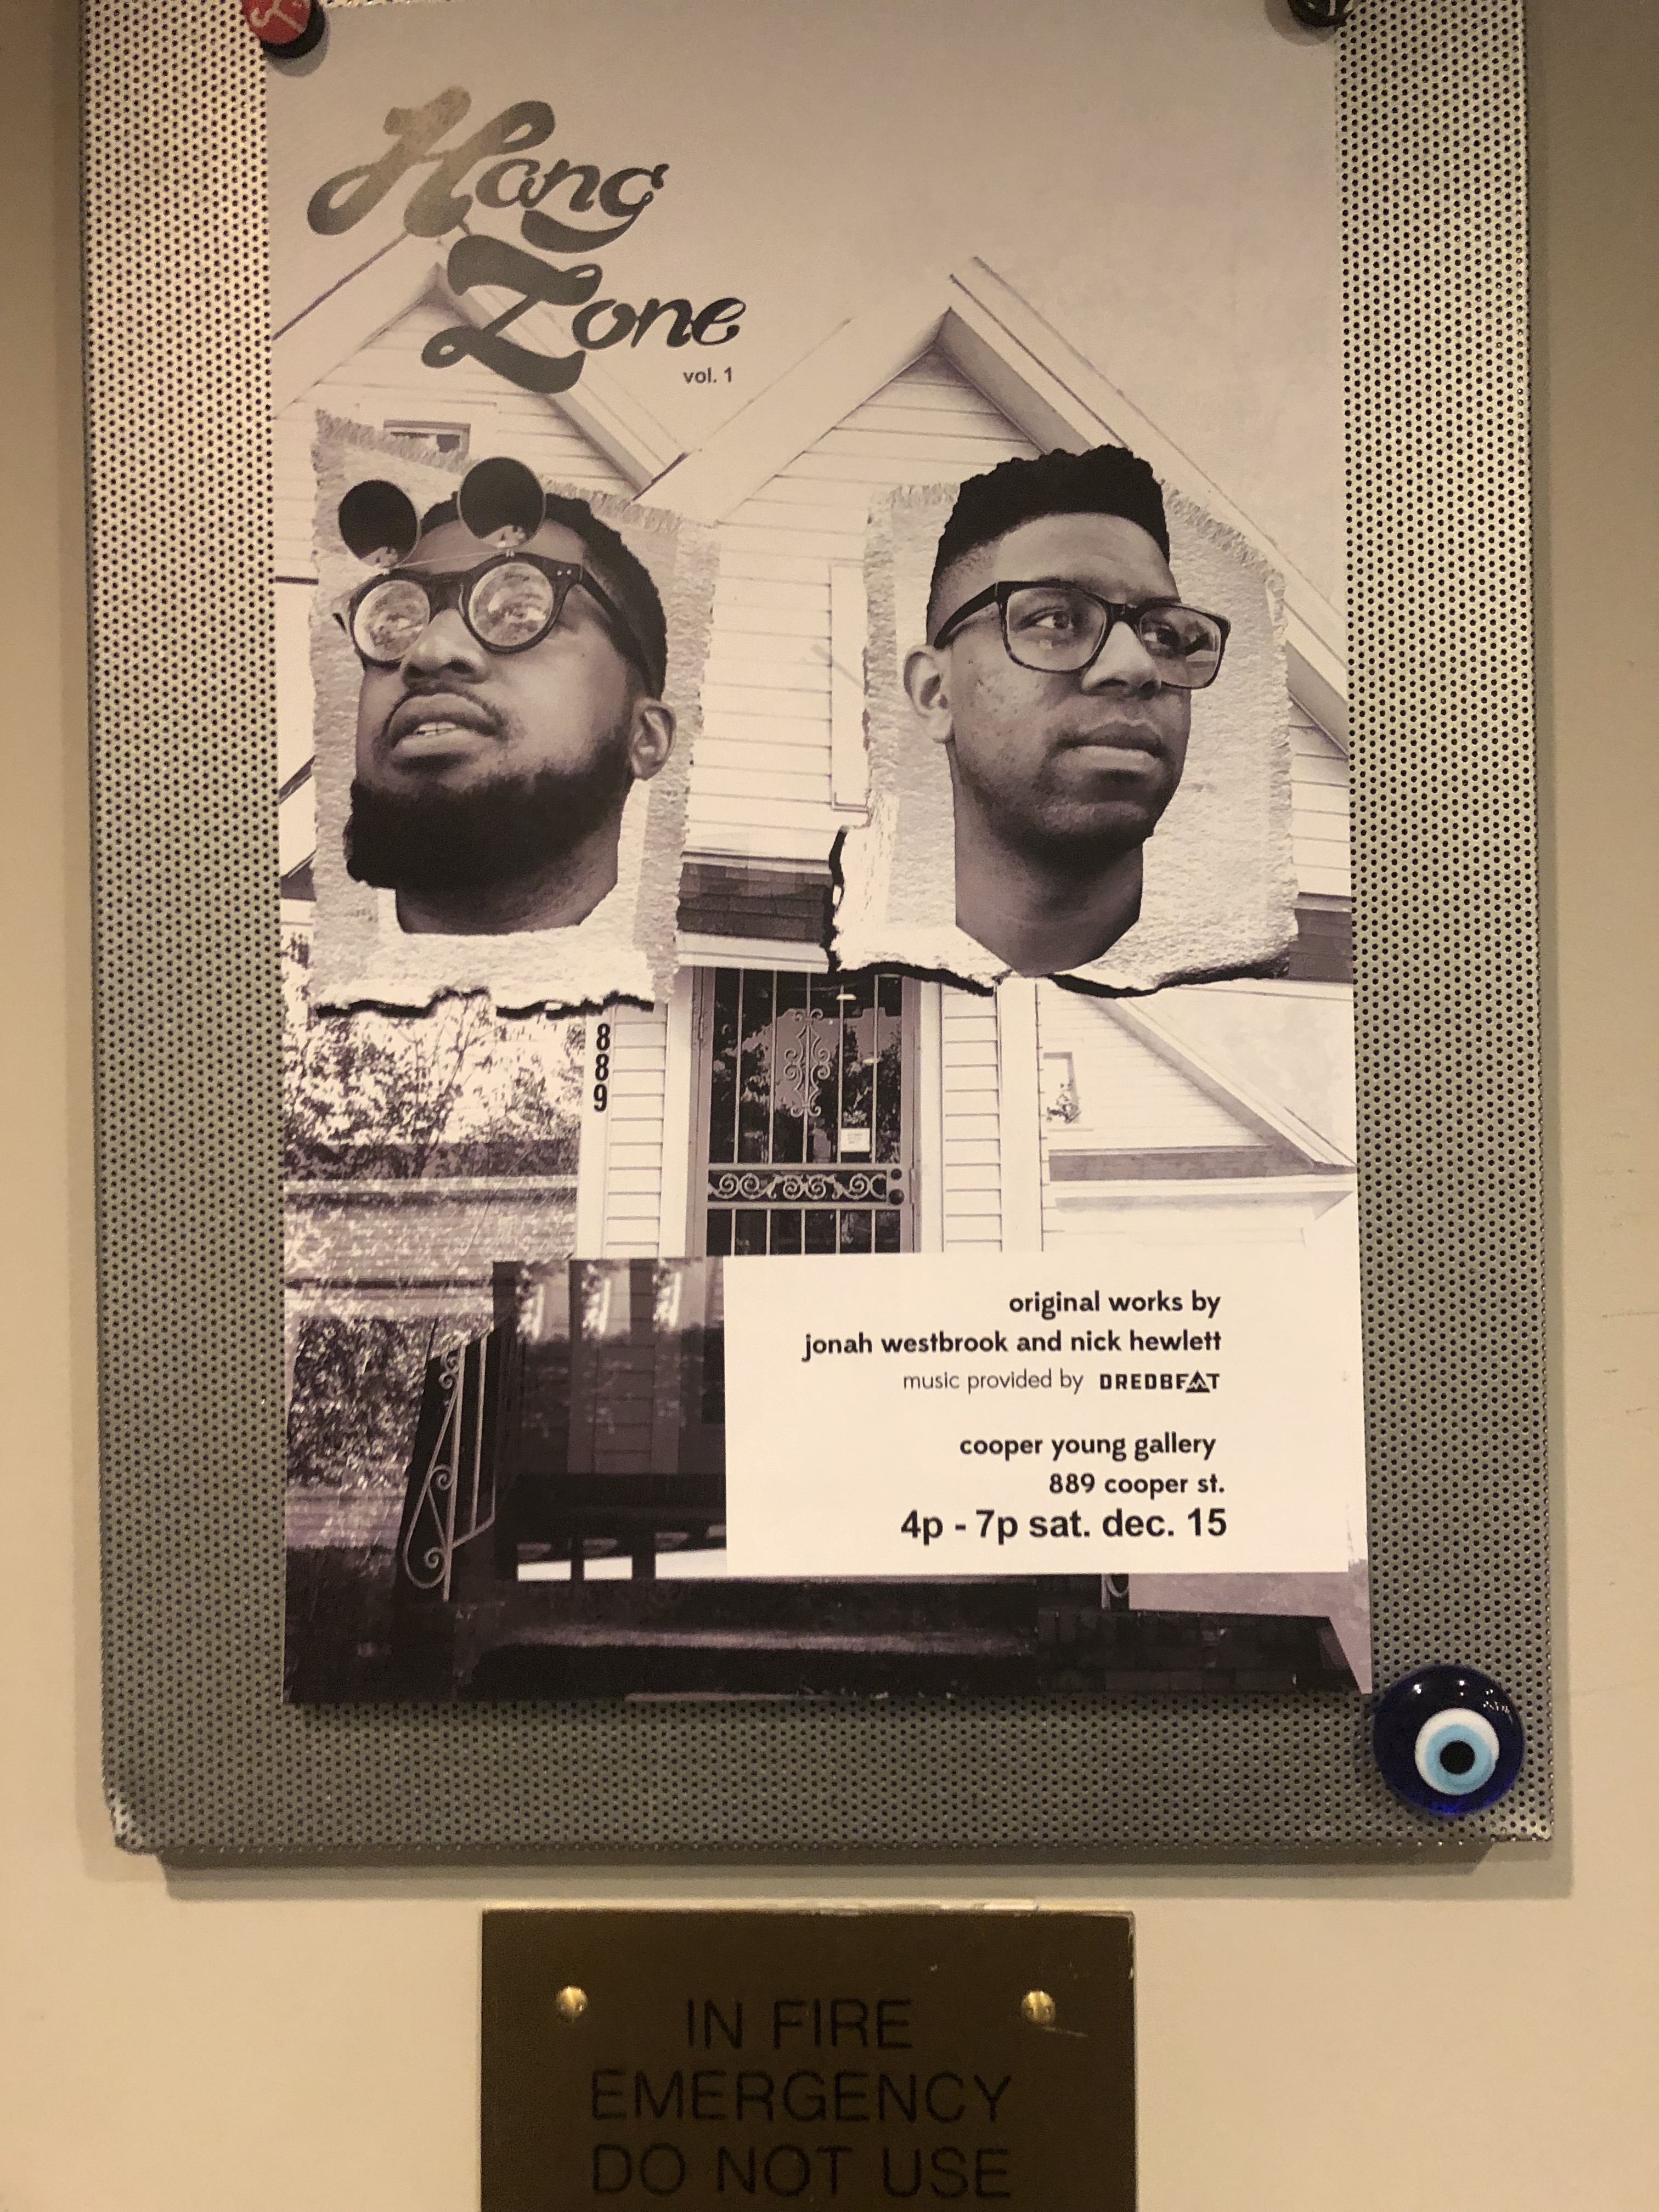 Hang
Zone
vol. 1
889
original works by
jonah westbrook and nick hewlett
music provided by DREDBEAT
cooper young gallery
889 cooper st.
4p - 7p sat. dec. 15
IN FIRE
EMERGENCY
DO NOT USE